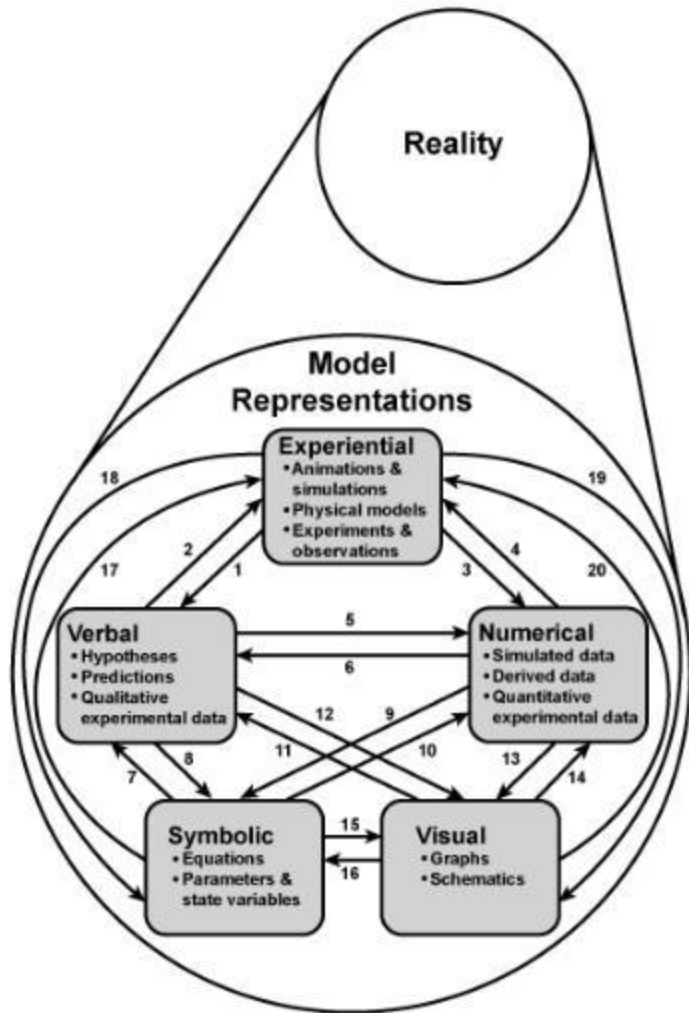 Reality
Model
Representations
Experiential
• Animations &
simulations
• Physical models
• Experiments &
observations
18
19
17
2
1
3
4
20
Verbal
• Hypotheses
• Predictions
• Qualitative
experimental data
5
6
Numerical
• Simulated data
• Derived data
• Quantitative
experimental data
12
9
11
10
7
8
13
14
Symbolic
• Equations
• Parameters &
state variables
15
16
Visual
• Graphs
• Schematics